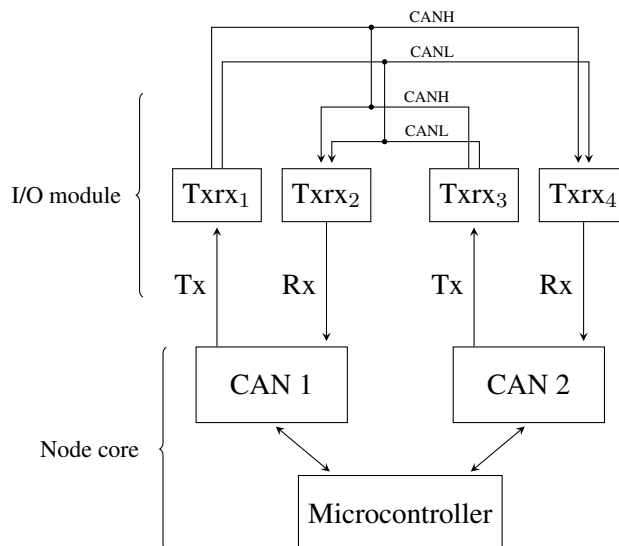 CANH
CANL
CANH
CANL
I/O module
Txrx₁ Txrx₂ Txrx₃ Txrx₄
Tx Rx Tx Rx
CAN 1 CAN 2
Node core
Microcontroller